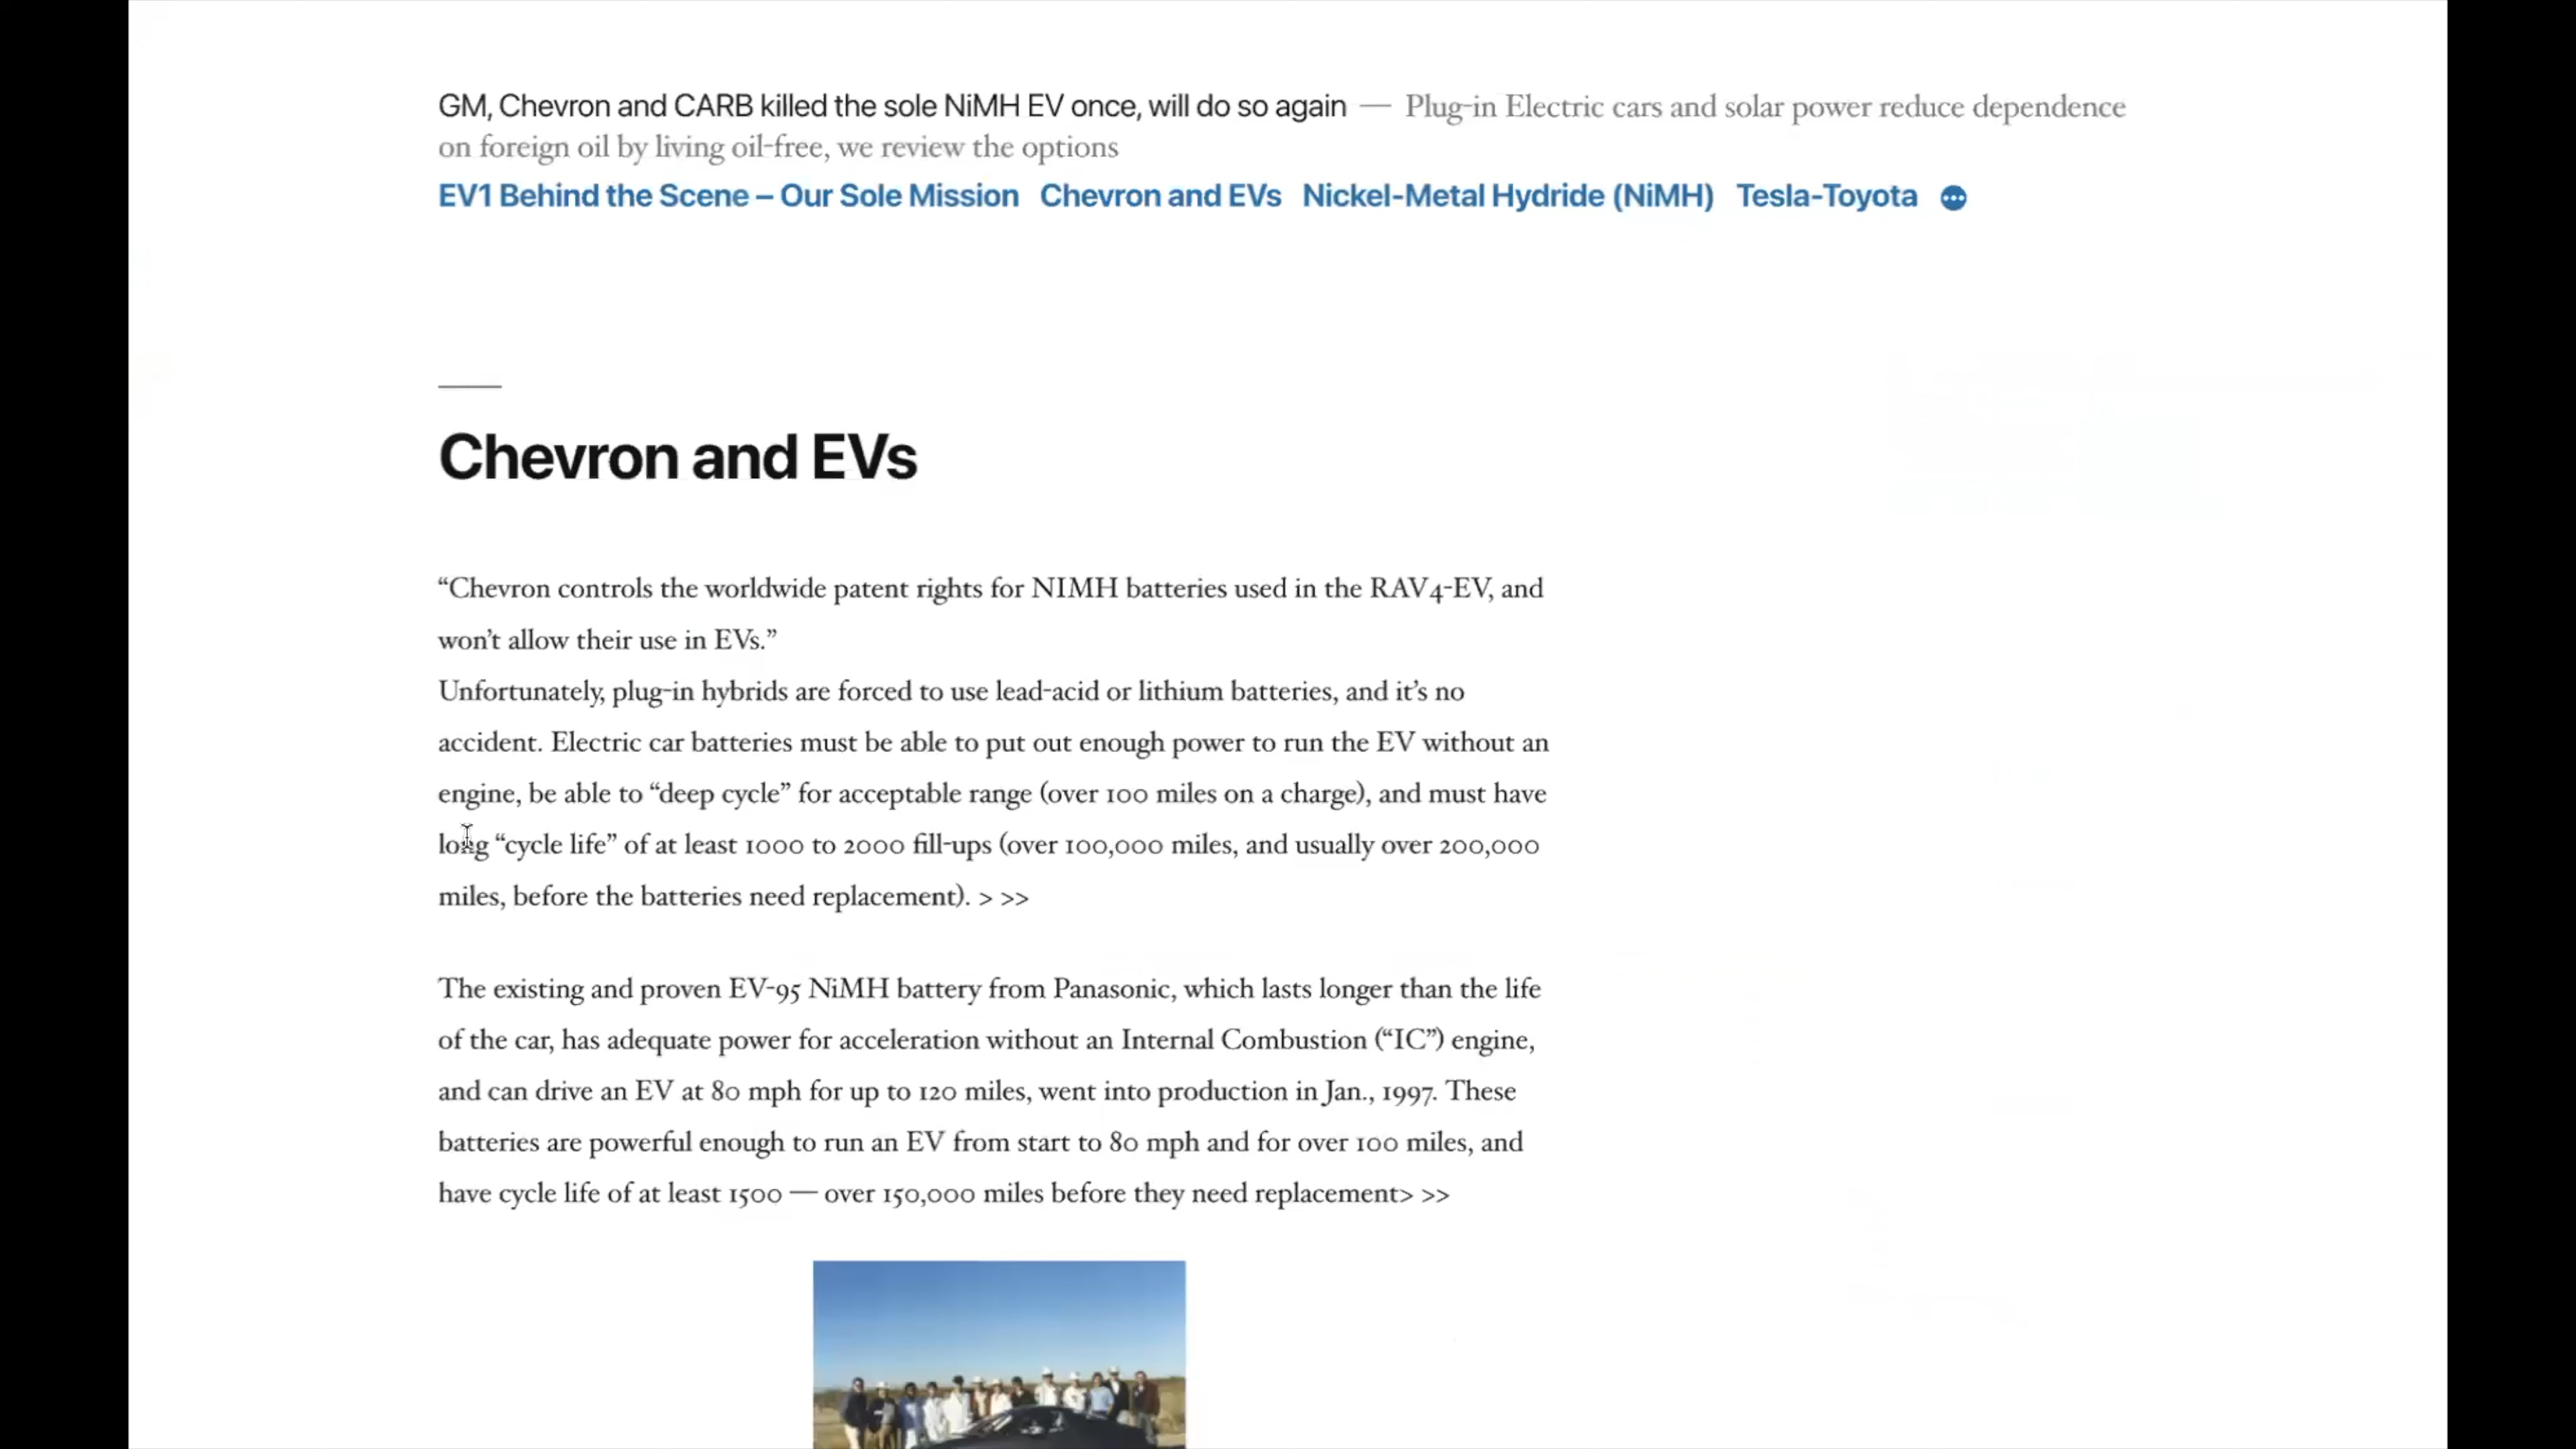 GM, Chevron and CARB killed the sole NiMH EV once, will do so again — Plug-in Electric cars and solar power reduce dependence
on foreign oil by living oil-free, we review the options
EV1 Behind the Scene – Our Sole Mission Chevron and EVs Nickel-Metal Hydride (NiMH) Tesla-Toyota
Chevron and EVs
“Chevron controls the worldwide patent rights for NIMH batteries used in the RAV4-EV, and
won’t allow their use in EVs.”
Unfortunately, plug-in hybrids are forced to use lead-acid or lithium batteries, and it’s no
accident. Electric car batteries must be able to put out enough power to run the EV without an
engine, be able to “deep cycle” for acceptable range (over 100 miles on a charge), and must have
long “cycle life” of at least 1000 to 2000 fill-ups (over 100,000 miles, and usually over 200,000
miles, before the batteries need replacement). > >>
The existing and proven EV-95 NiMH battery from Panasonic, which lasts longer than the life
of the car, has adequate power for acceleration without an Internal Combustion (“IC”) engine,
and can drive an EV at 80 mph for up to 120 miles, went into production in Jan., 1997. These
batteries are powerful enough to run an EV from start to 80 mph and for over 100 miles, and
have cycle life of at least 1500 — over 150,000 miles before they need replacement> >>